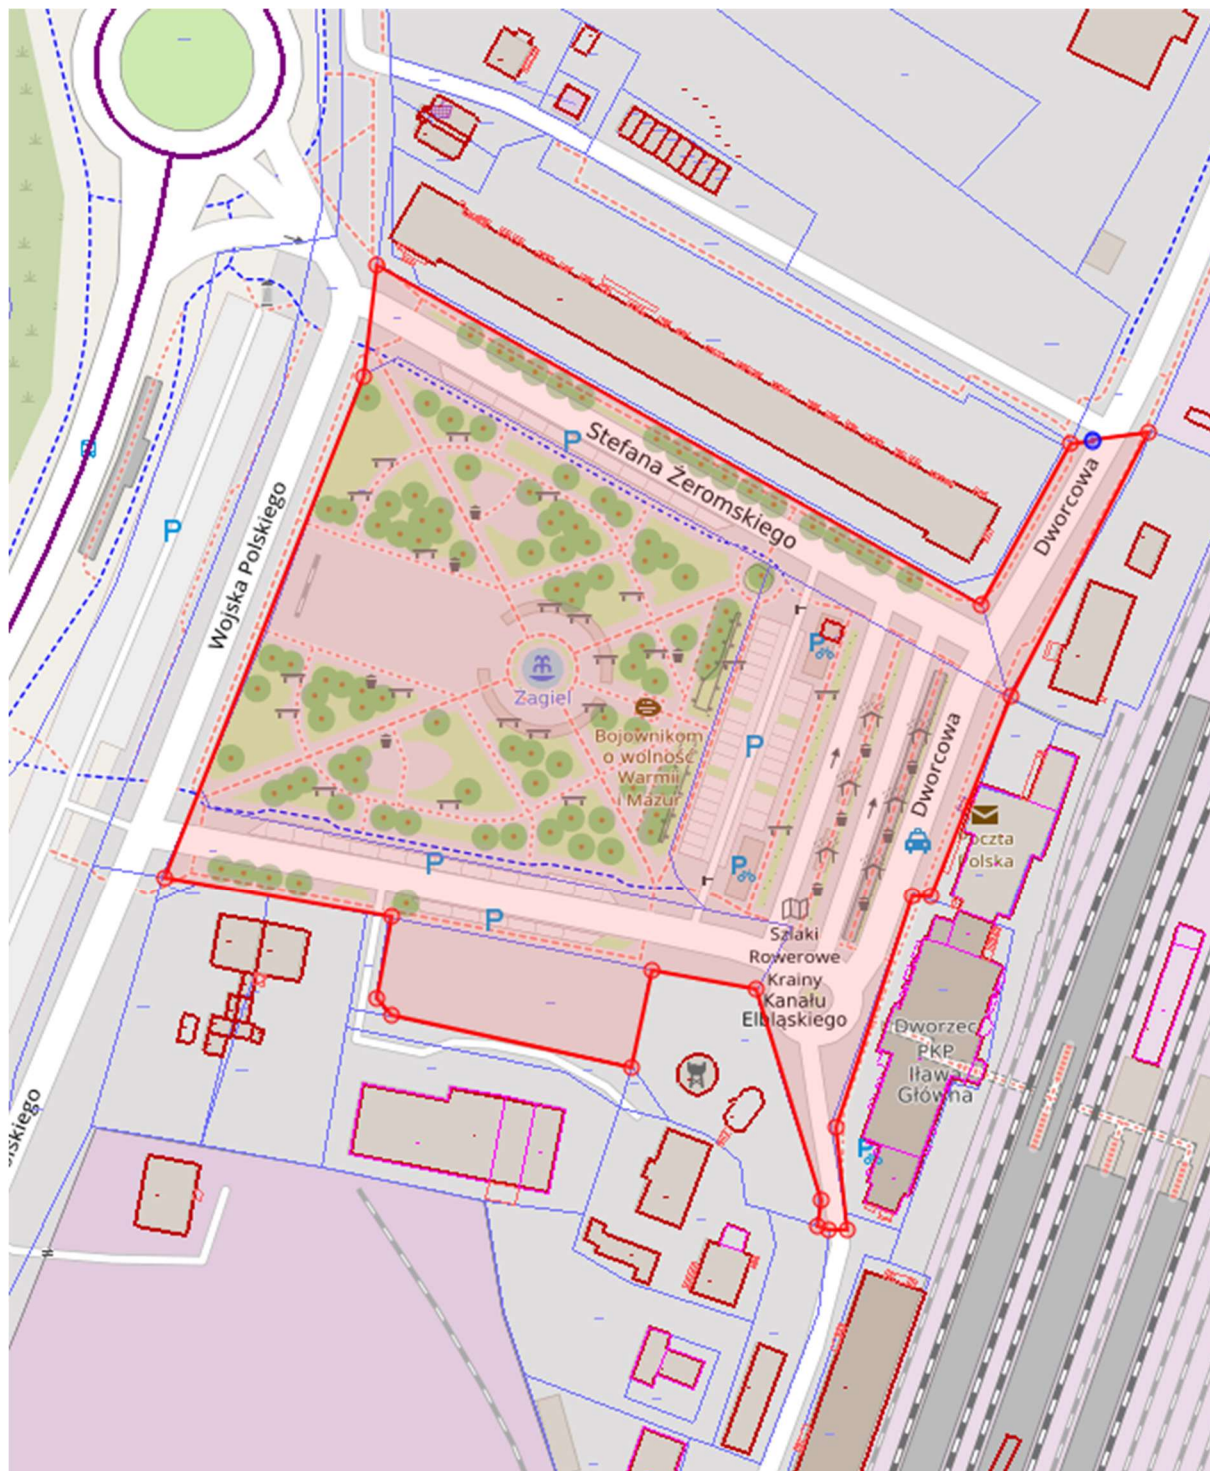 P
Stefana Żeromskiego
Dworcowa
P
Wojska Polskiego
P
Żagiel
Bojownikom
o wolność
Warmii
i Mazur
P
Dworcowa
Poczta
Polska
P
P
P
Szlaki
Rowerowe
Krainy
Kanału
Elbląskiego
Dworzec
PKP
Iława
Główna
P